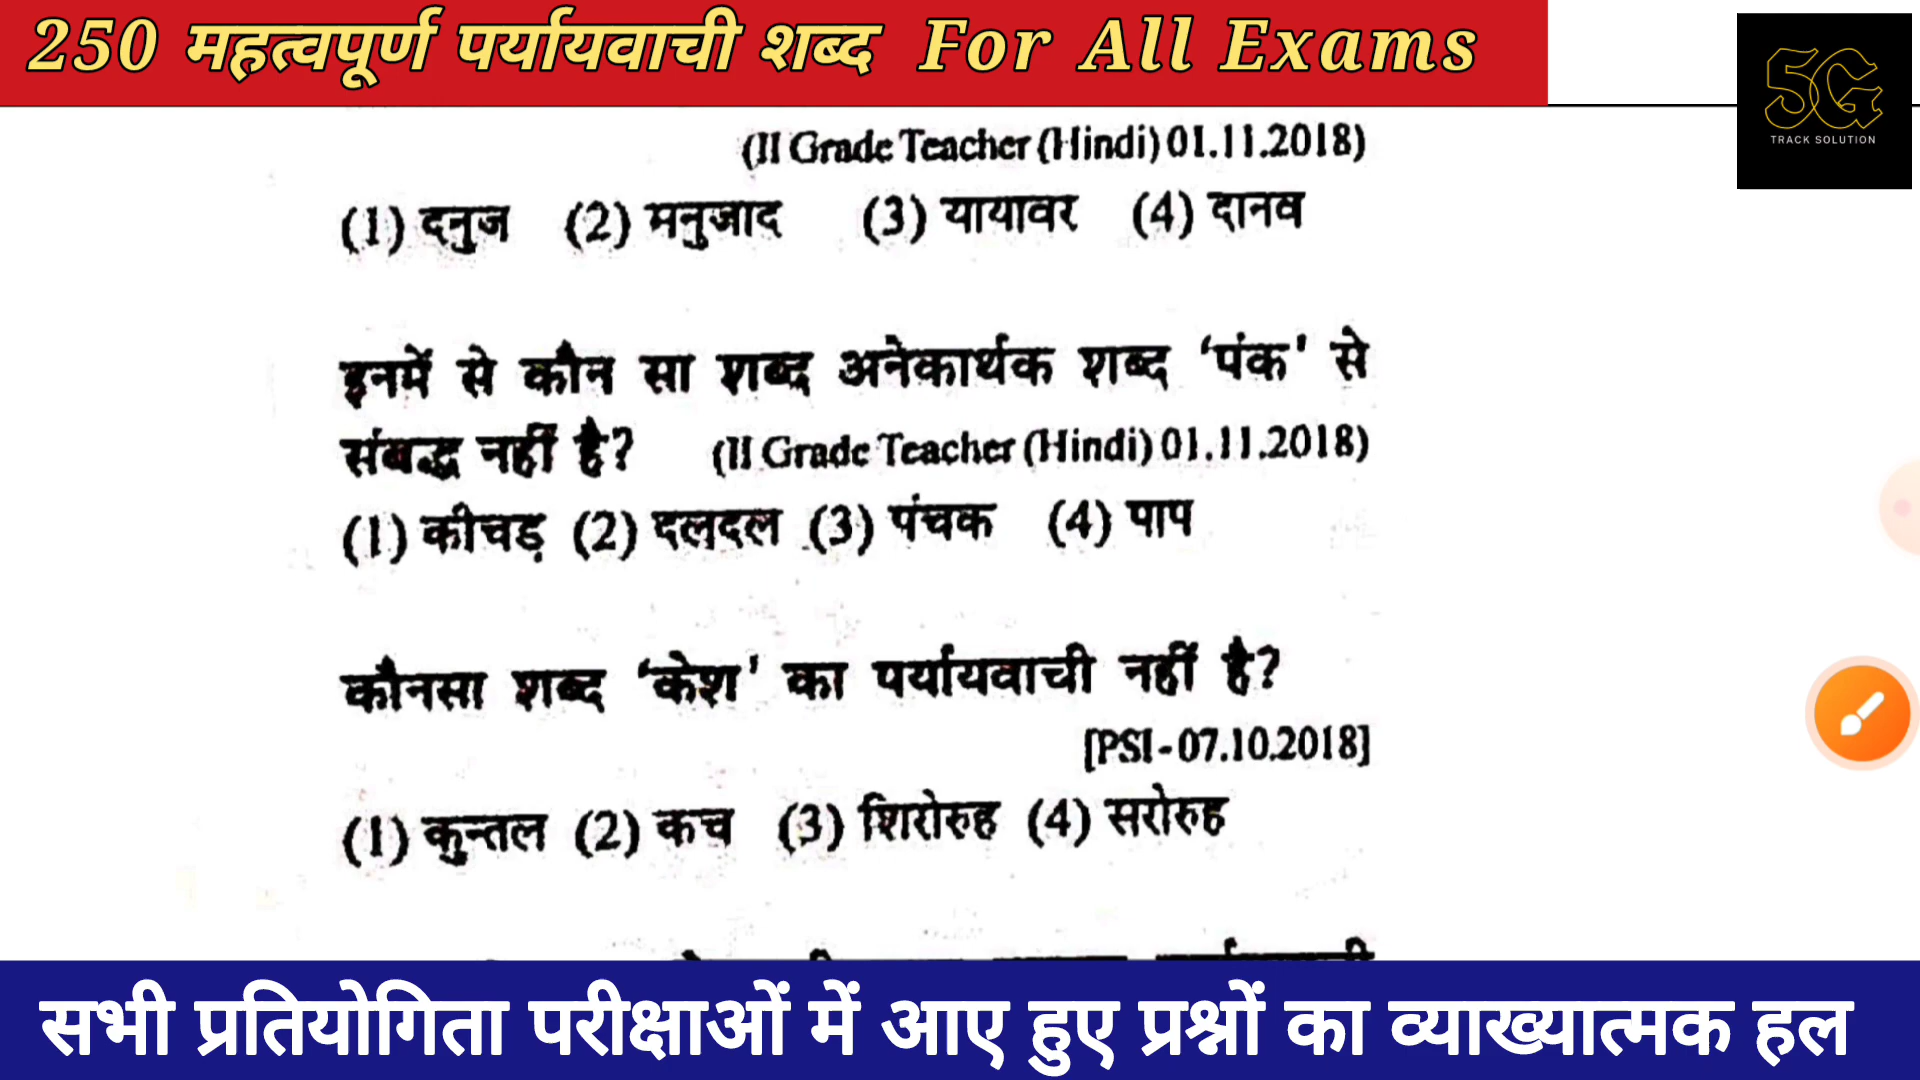 250 महत्वपूर्ण पर्यायवाची शब्द For All Exams
5G
TRACK SOLUTION
(II Grade Teacher (Hindi) 01.11.2018)
(1) दनुज (2) मनुजाद (3) यायावर (4) दानव
इनमें से कौन सा शब्द अनेकार्थक शब्द ‘पंक’ से
संबद्ध नहीं है? (II Grade Teacher (Hindi) 01.11.2018)
(1) कीचड़ (2) दलदल (3) पंचक (4) पाप
कौनसा शब्द ‘केश’ का पर्यायवाची नहीं है?
[PSI - 07.10.2018]
(1) कुन्तल (2) कच (3) शिरोरुह (4) सरोरुह
सभी प्रतियोगिता परीक्षाओं में आए हुए प्रश्नों का व्याख्यात्मक हल